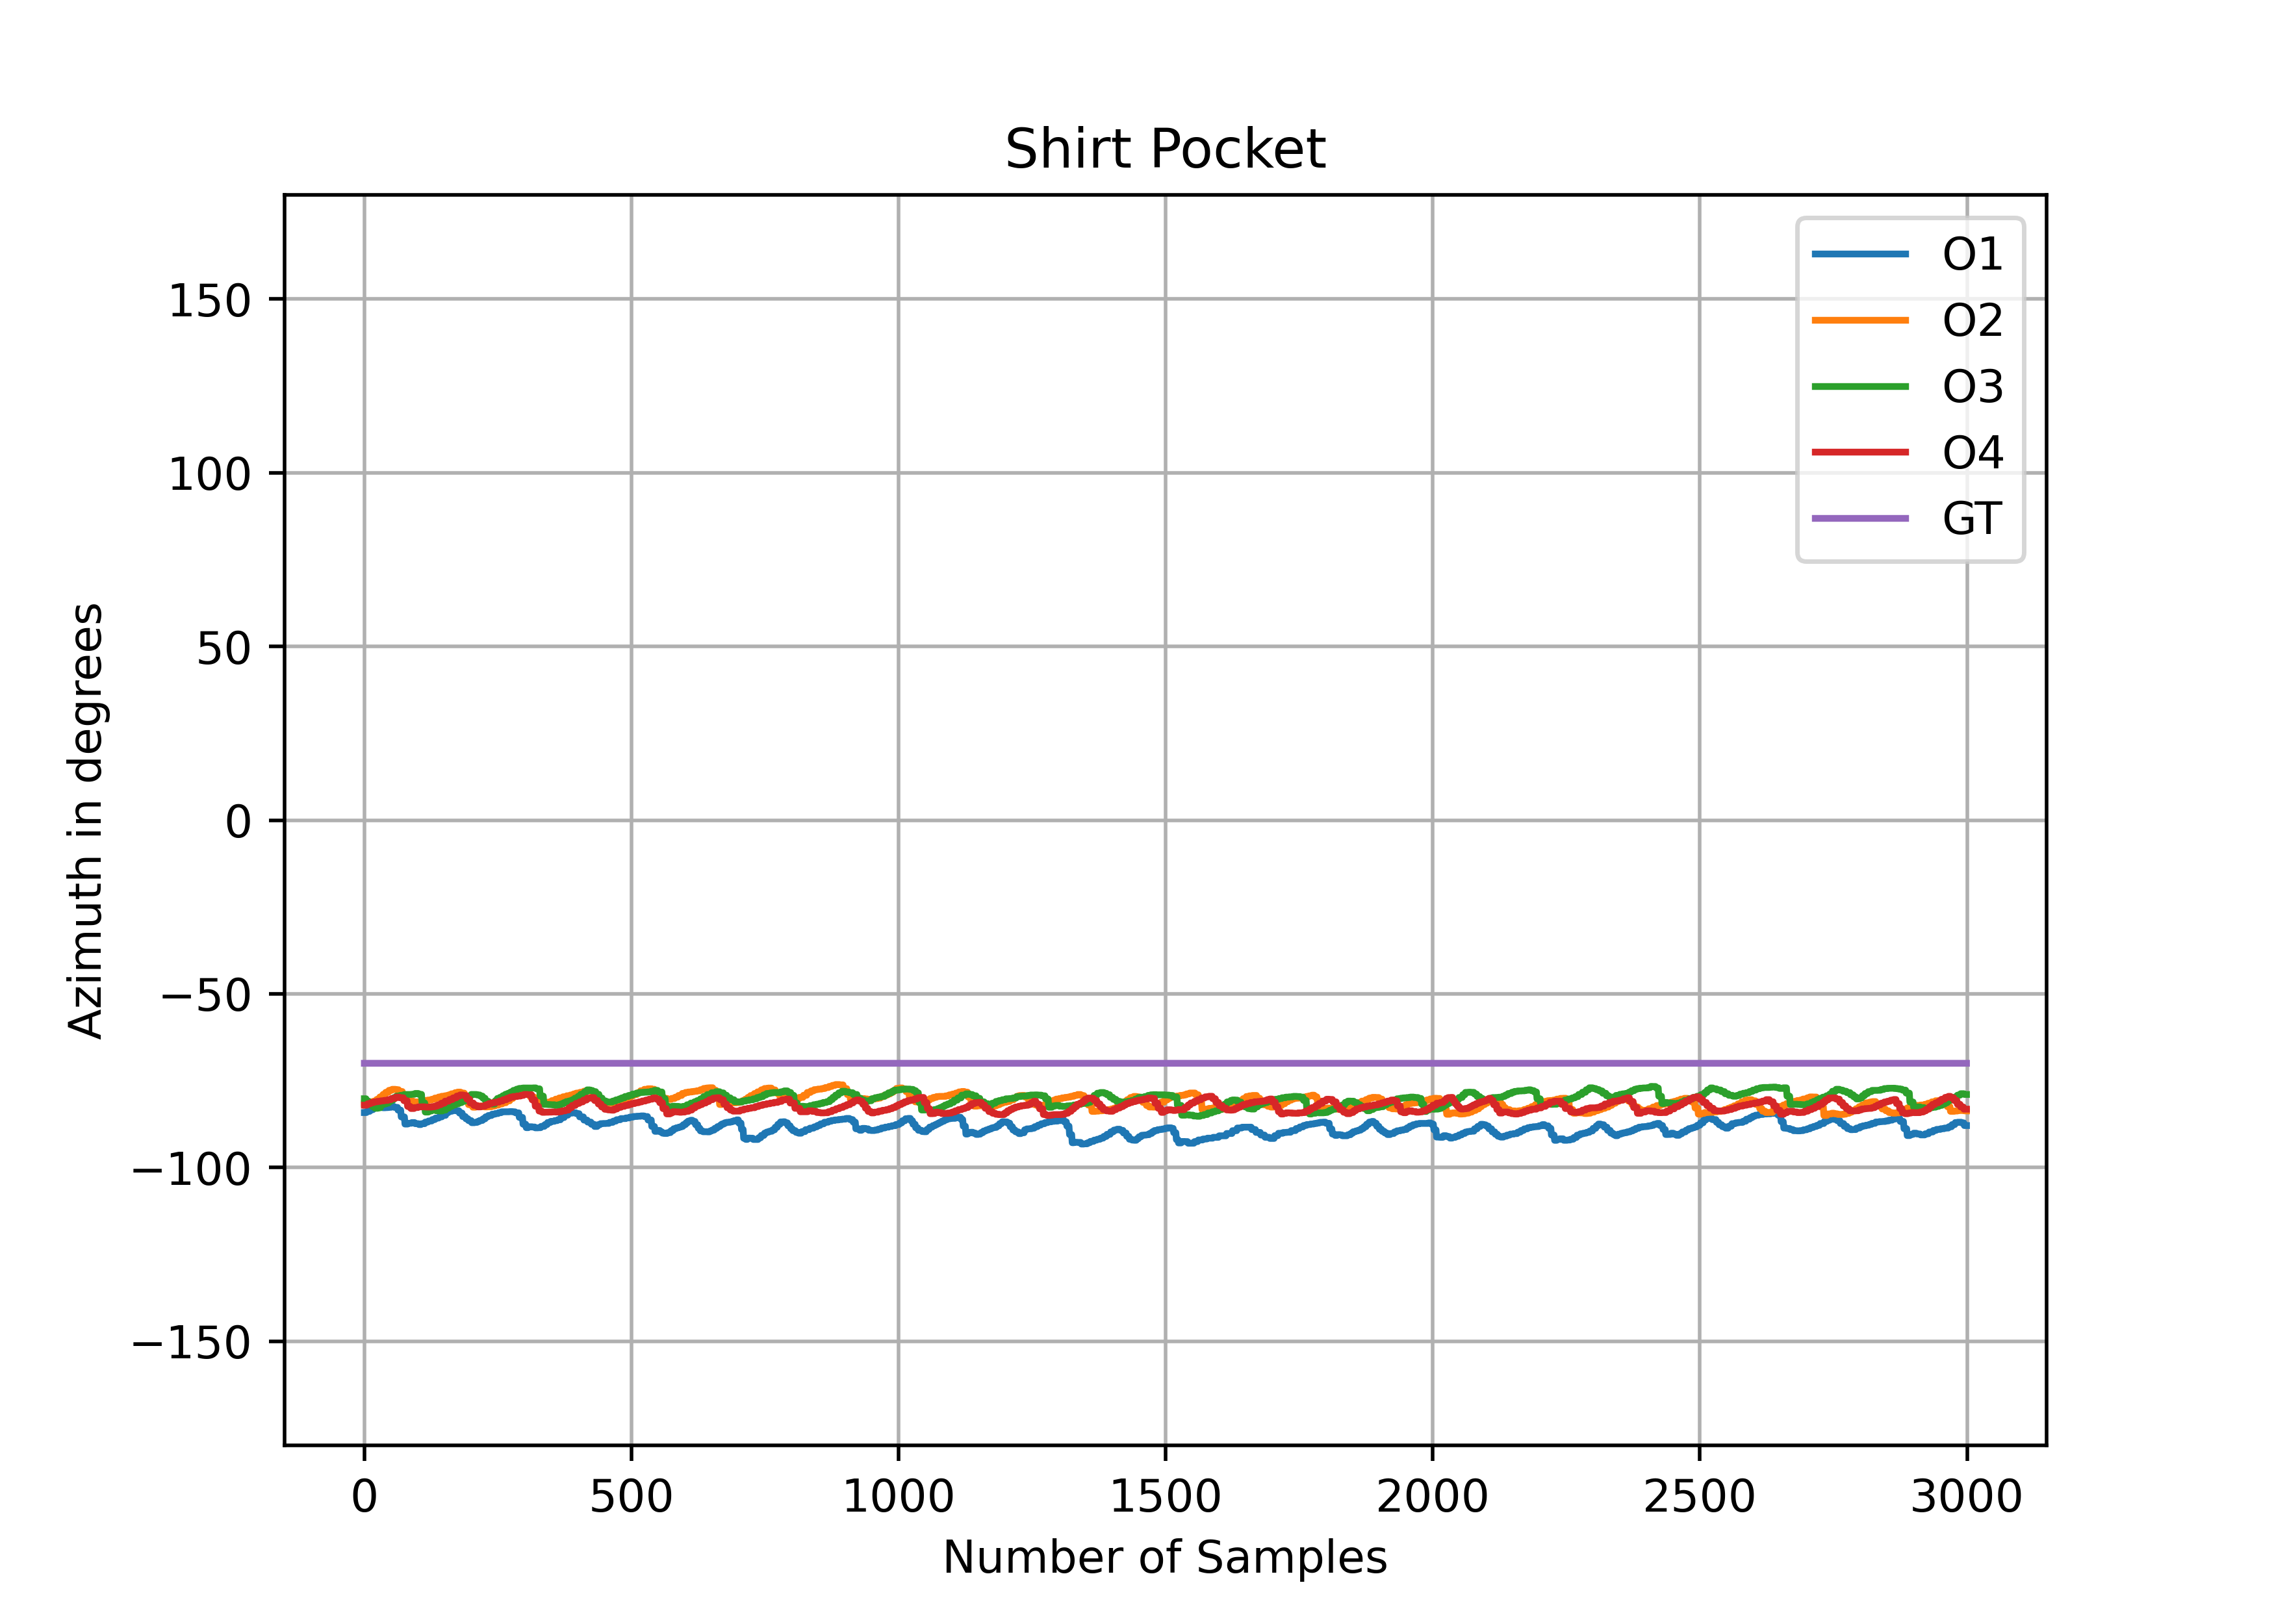 Shirt Pocket
O1
O2
O3
O4
GT
150
100
50
0
−50
−100
−150
Azimuth in degrees
0 500 1000 1500 2000 2500 3000
Number of Samples